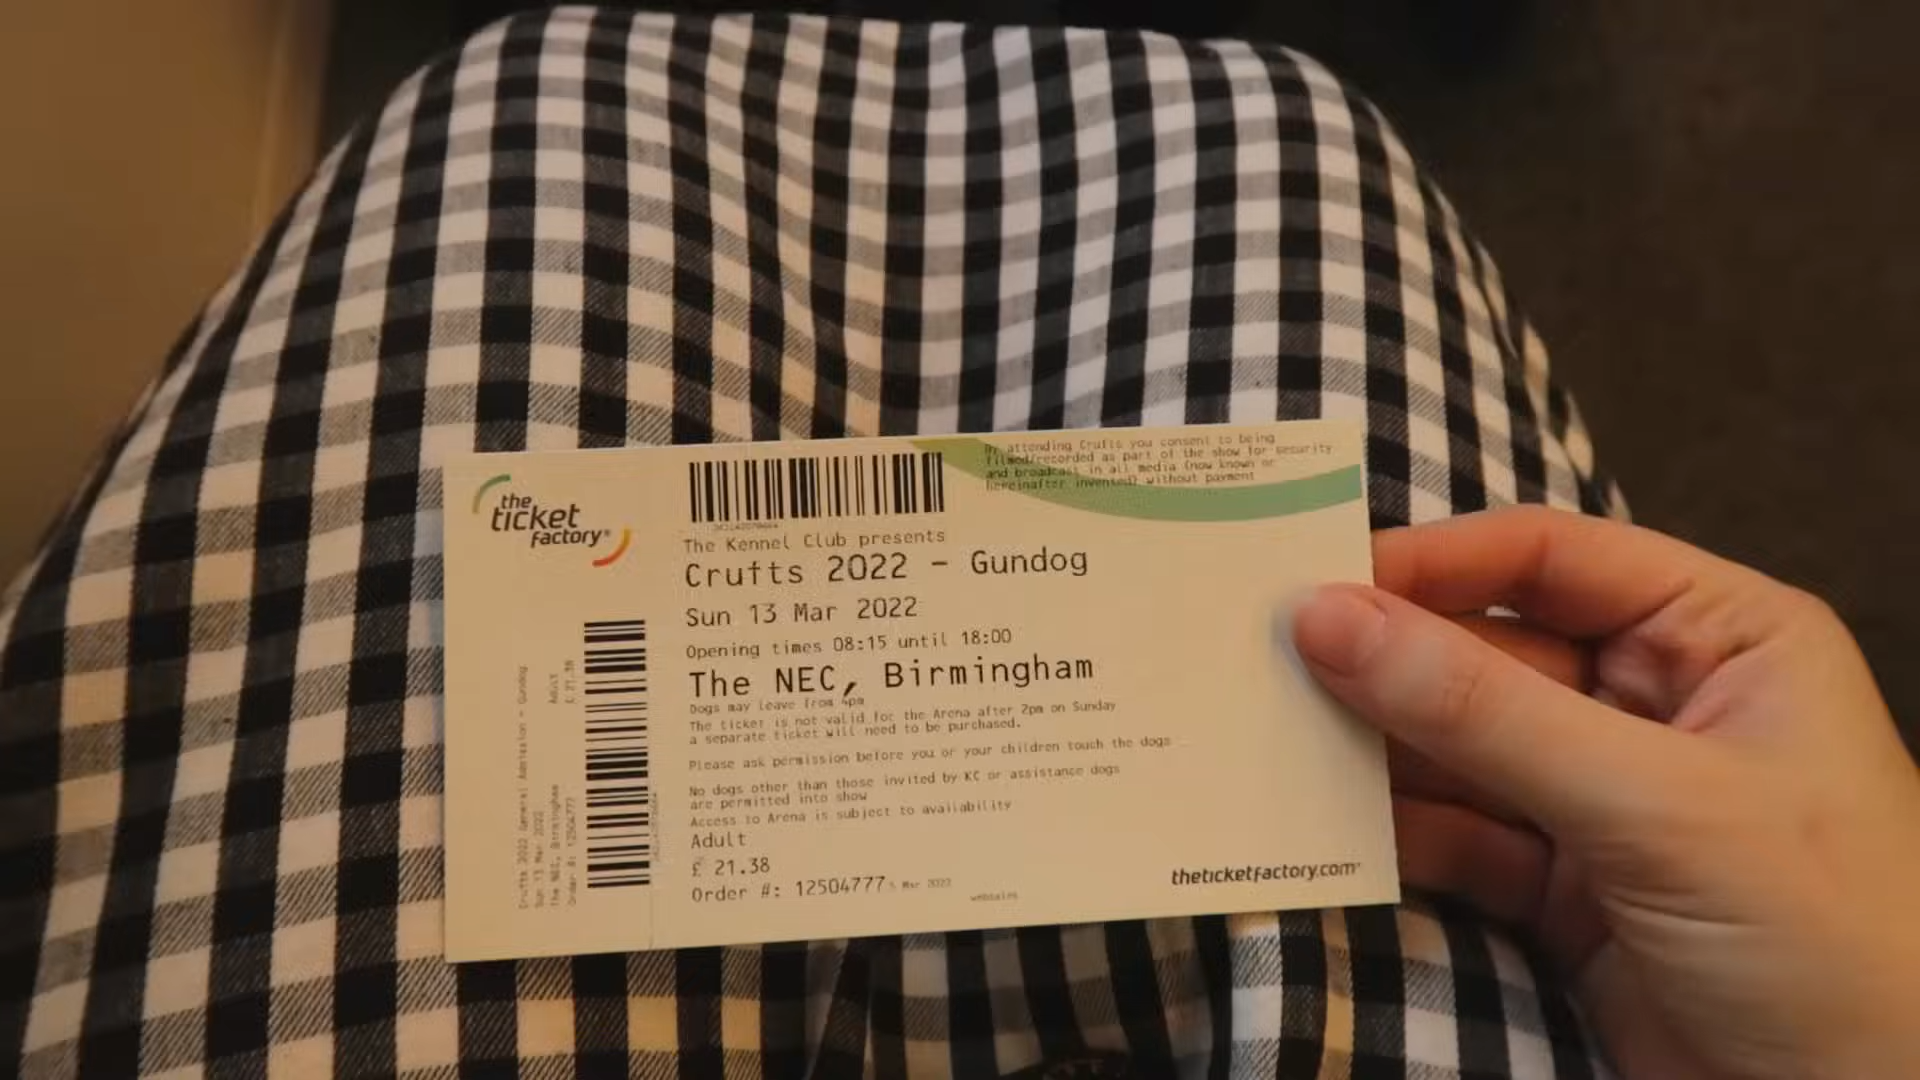 the
ticket
factory®
By attending Crufts you consent to being
filmed/recorded as part of the show for security
and broadcast in all media (now known or
hereinafter invented) without payment
The Kennel Club presents
Crufts 2022 - Gundog
Sun 13 Mar 2022
Opening times 08:15 until 18:00
The NEC, Birmingham
Dogs may leave from 4pm
The ticket is not valid for the Arena after 2pm on Sunday
a separate ticket will need to be purchased.
Please ask permission before you or your children touch the dogs
No dogs other than those invited by KC or assistance dogs
are permitted into show
Access to Arena is subject to availability
Adult
£ 21.38
Order #: 12504777 5 Mar 2022
websales
theticketfactory.com
Crufts 2022 General Admission - Gundog
Sun 13 Mar 2022
The NEC, Birmingham Adult
Order #: 12504777 £ 21.38